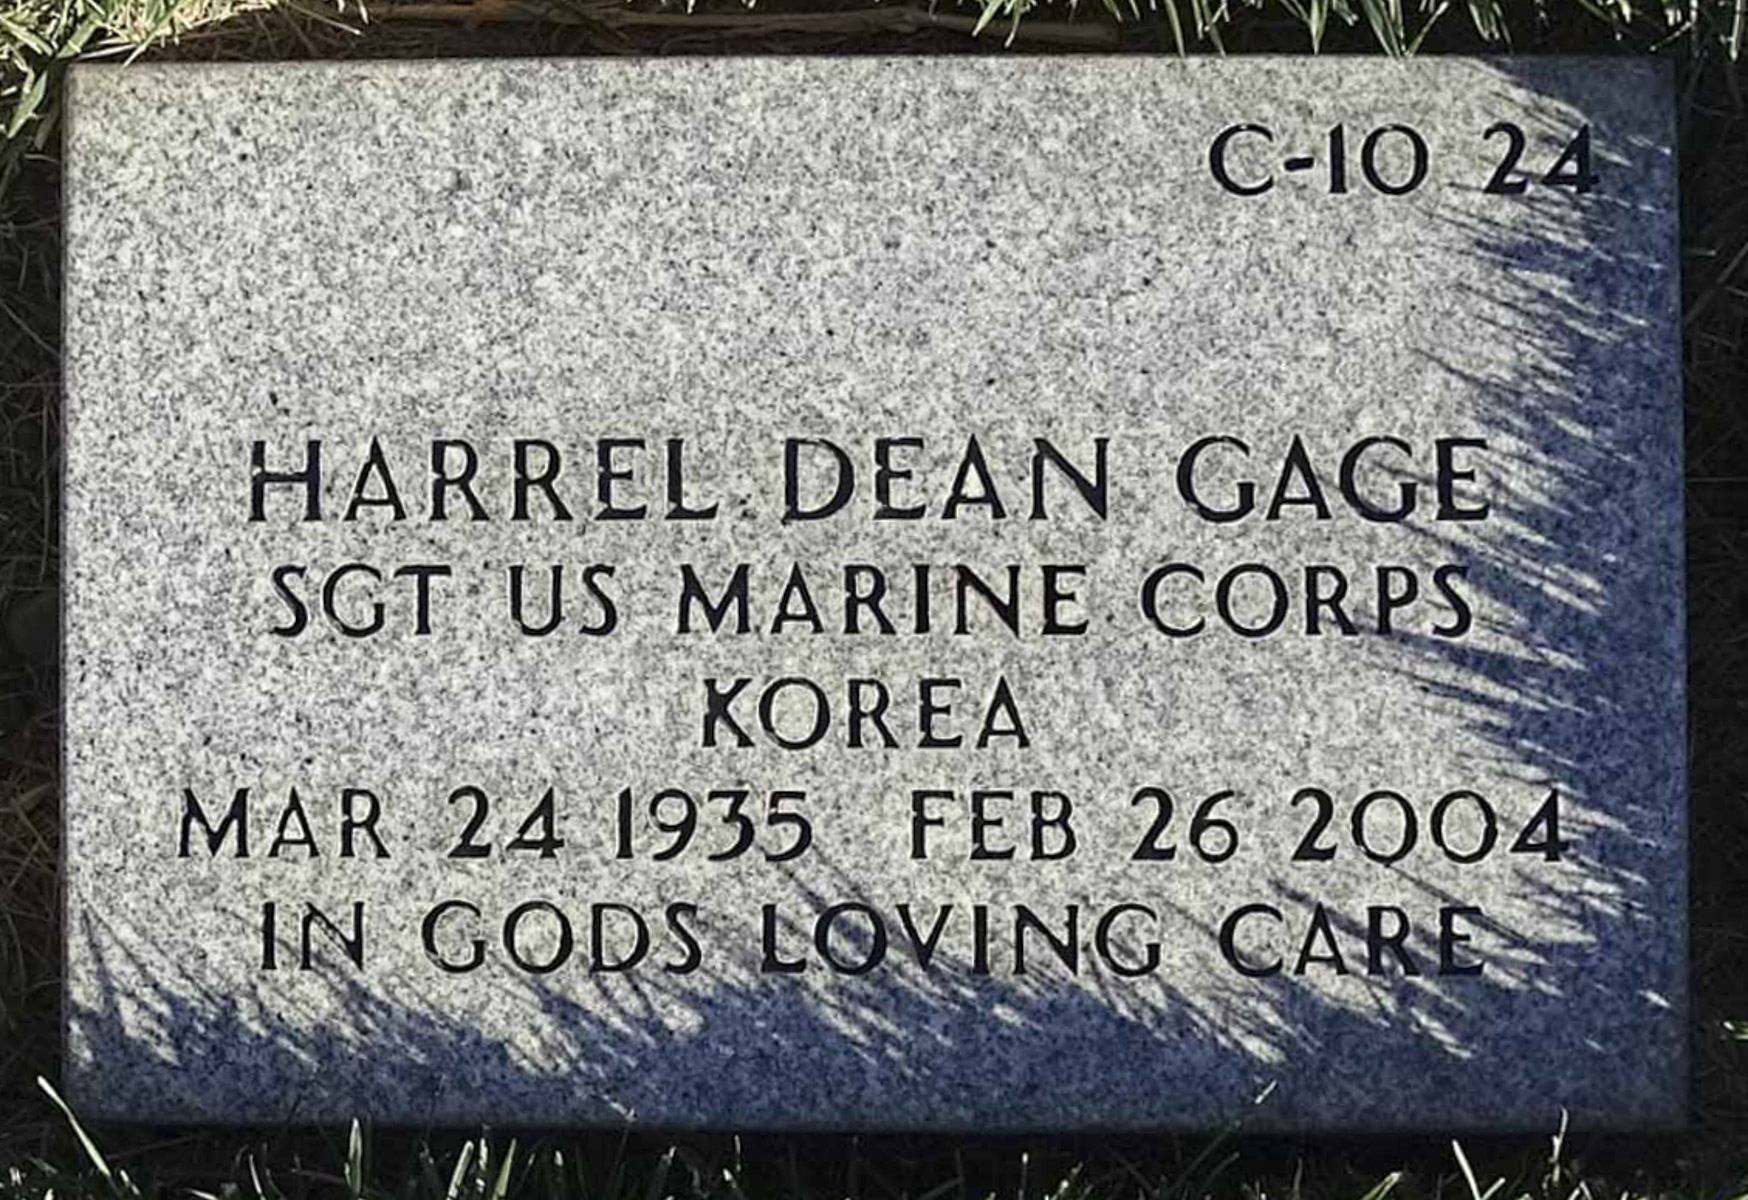 C-10 24
HARREL DEAN GAGE
SGT US MARINE CORPS
KOREA
MAR 24 1935 FEB 26 2004
IN GODS LOVING CARE